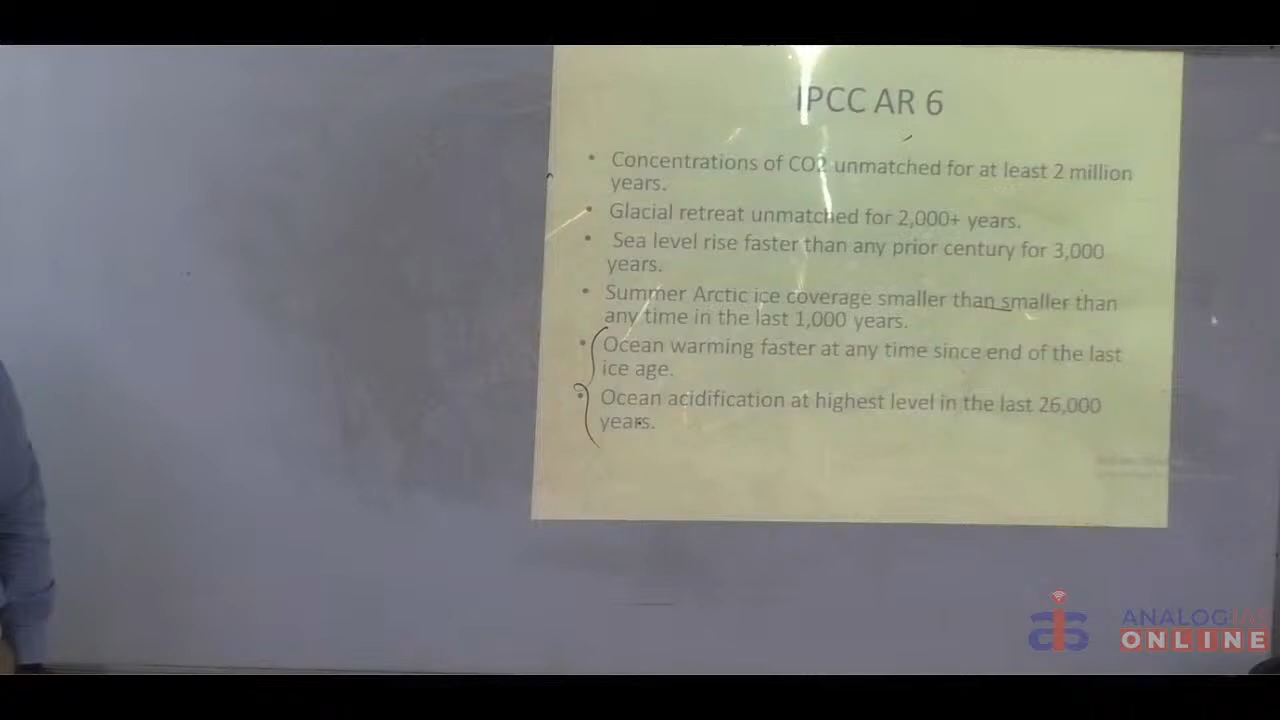 IPCC AR 6
• Concentrations of CO2 unmatched for at least 2 million
years.
• Glacial retreat unmatched for 2,000+ years.
• Sea level rise faster than any prior century for 3,000
years.
• Summer Arctic ice coverage smaller than smaller than
any time in the last 1,000 years.
• Ocean warming faster at any time since end of the last
ice age.
• Ocean acidification at highest level in the last 26,000
years.
ANALOG IAS
ONLINE